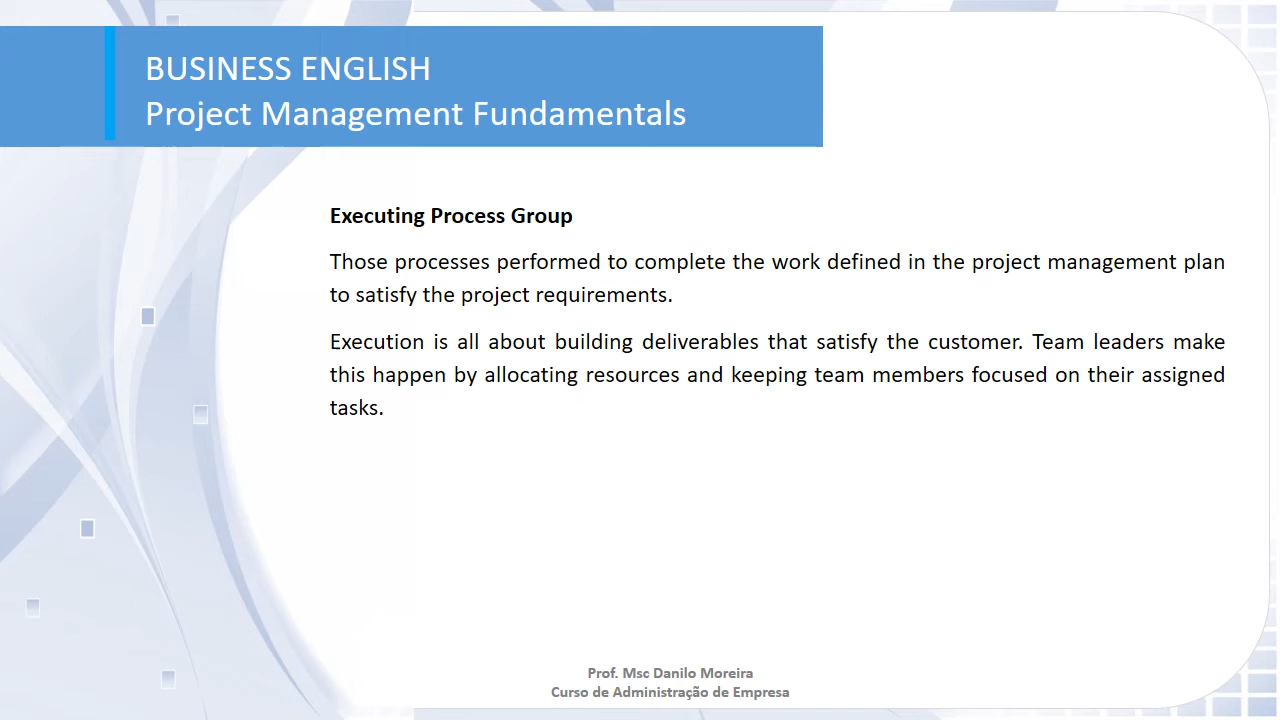 BUSINESS ENGLISH
Project Management Fundamentals
Executing Process Group
Those processes performed to complete the work defined in the project management plan
to satisfy the project requirements.
Execution is all about building deliverables that satisfy the customer. Team leaders make
this happen by allocating resources and keeping team members focused on their assigned
tasks.
Prof. Msc Danilo Moreira
Curso de Administração de Empresa